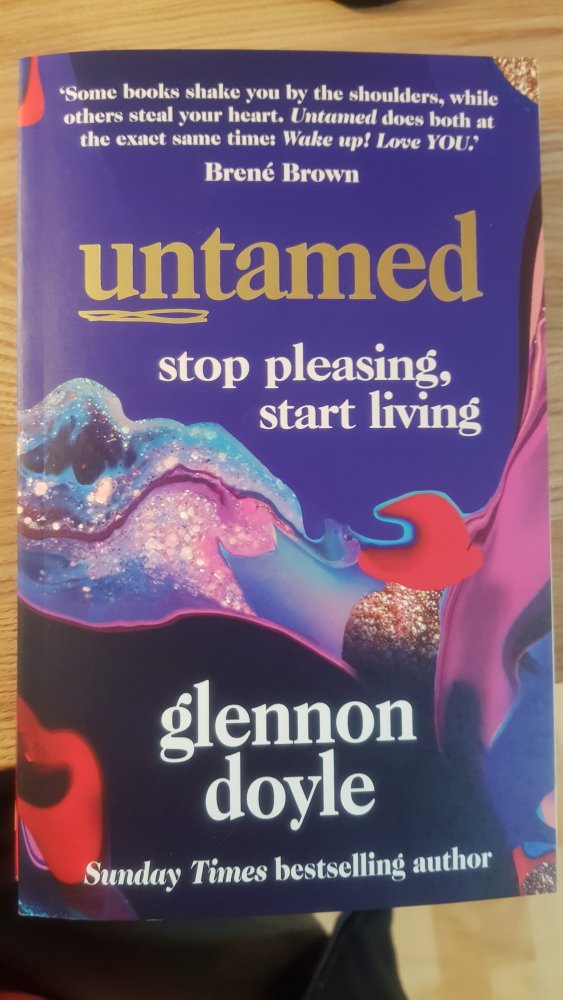 ‘Some books shake you by the shoulders, while
others steal your heart. Untamed does both at
the exact same time: Wake up! Love YOU.’
Brené Brown
untamed
stop pleasing,
start living
glennon
doyle
Sunday Times bestselling author